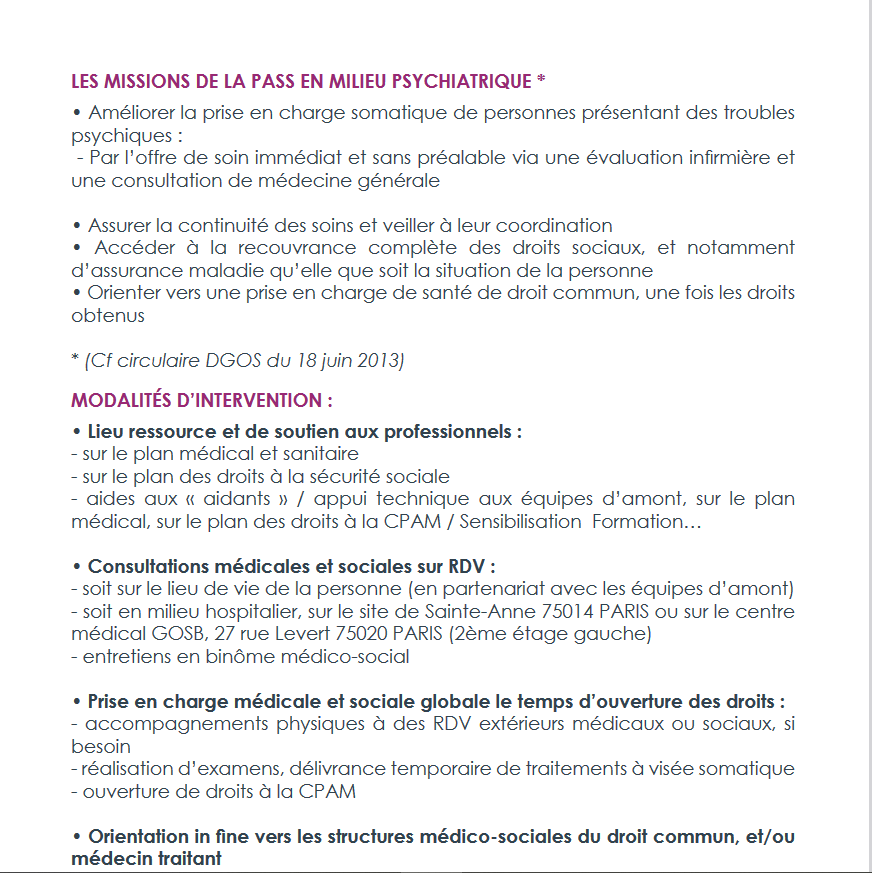 LES MISSIONS DE LA PASS EN MILIEU PSYCHIATRIQUE *
• Améliorer la prise en charge somatique de personnes présentant des troubles
psychiques :
- Par l'offre de soin immédiat et sans préalable via une évaluation infirmière et
une consultation de médecine générale
• Assurer la continuité des soins et veiller à leur coordination
• Accéder à la recouvrance complète des droits sociaux, et notamment
d'assurance maladie qu'elle que soit la situation de la personne
• Orienter vers une prise en charge de santé de droit commun, une fois les droits
obtenus
* (Cf circulaire DGOS du 18 juin 2013)
MODALITÉS D'INTERVENTION :
• Lieu ressource et de soutien aux professionnels :
- sur le plan médical et sanitaire
- sur le plan des droits à la sécurité sociale
- aides aux « aidants » / appui technique aux équipes d'amont, sur le plan
médical, sur le plan des droits à la CPAM / Sensibilisation Formation…
• Consultations médicales et sociales sur RDV :
- soit sur le lieu de vie de la personne (en partenariat avec les équipes d'amont)
- soit en milieu hospitalier, sur le site de Sainte-Anne 75014 PARIS ou sur le centre
médical GOSB, 27 rue Levert 75020 PARIS (2ème étage gauche)
- entretiens en binôme médico-social
• Prise en charge médicale et sociale globale le temps d'ouverture des droits :
- accompagnements physiques à des RDV extérieurs médicaux ou sociaux, si
besoin
- réalisation d'examens, délivrance temporaire de traitements à visée somatique
- ouverture de droits à la CPAM
• Orientation in fine vers les structures médico-sociales du droit commun, et/ou
médecin traitant